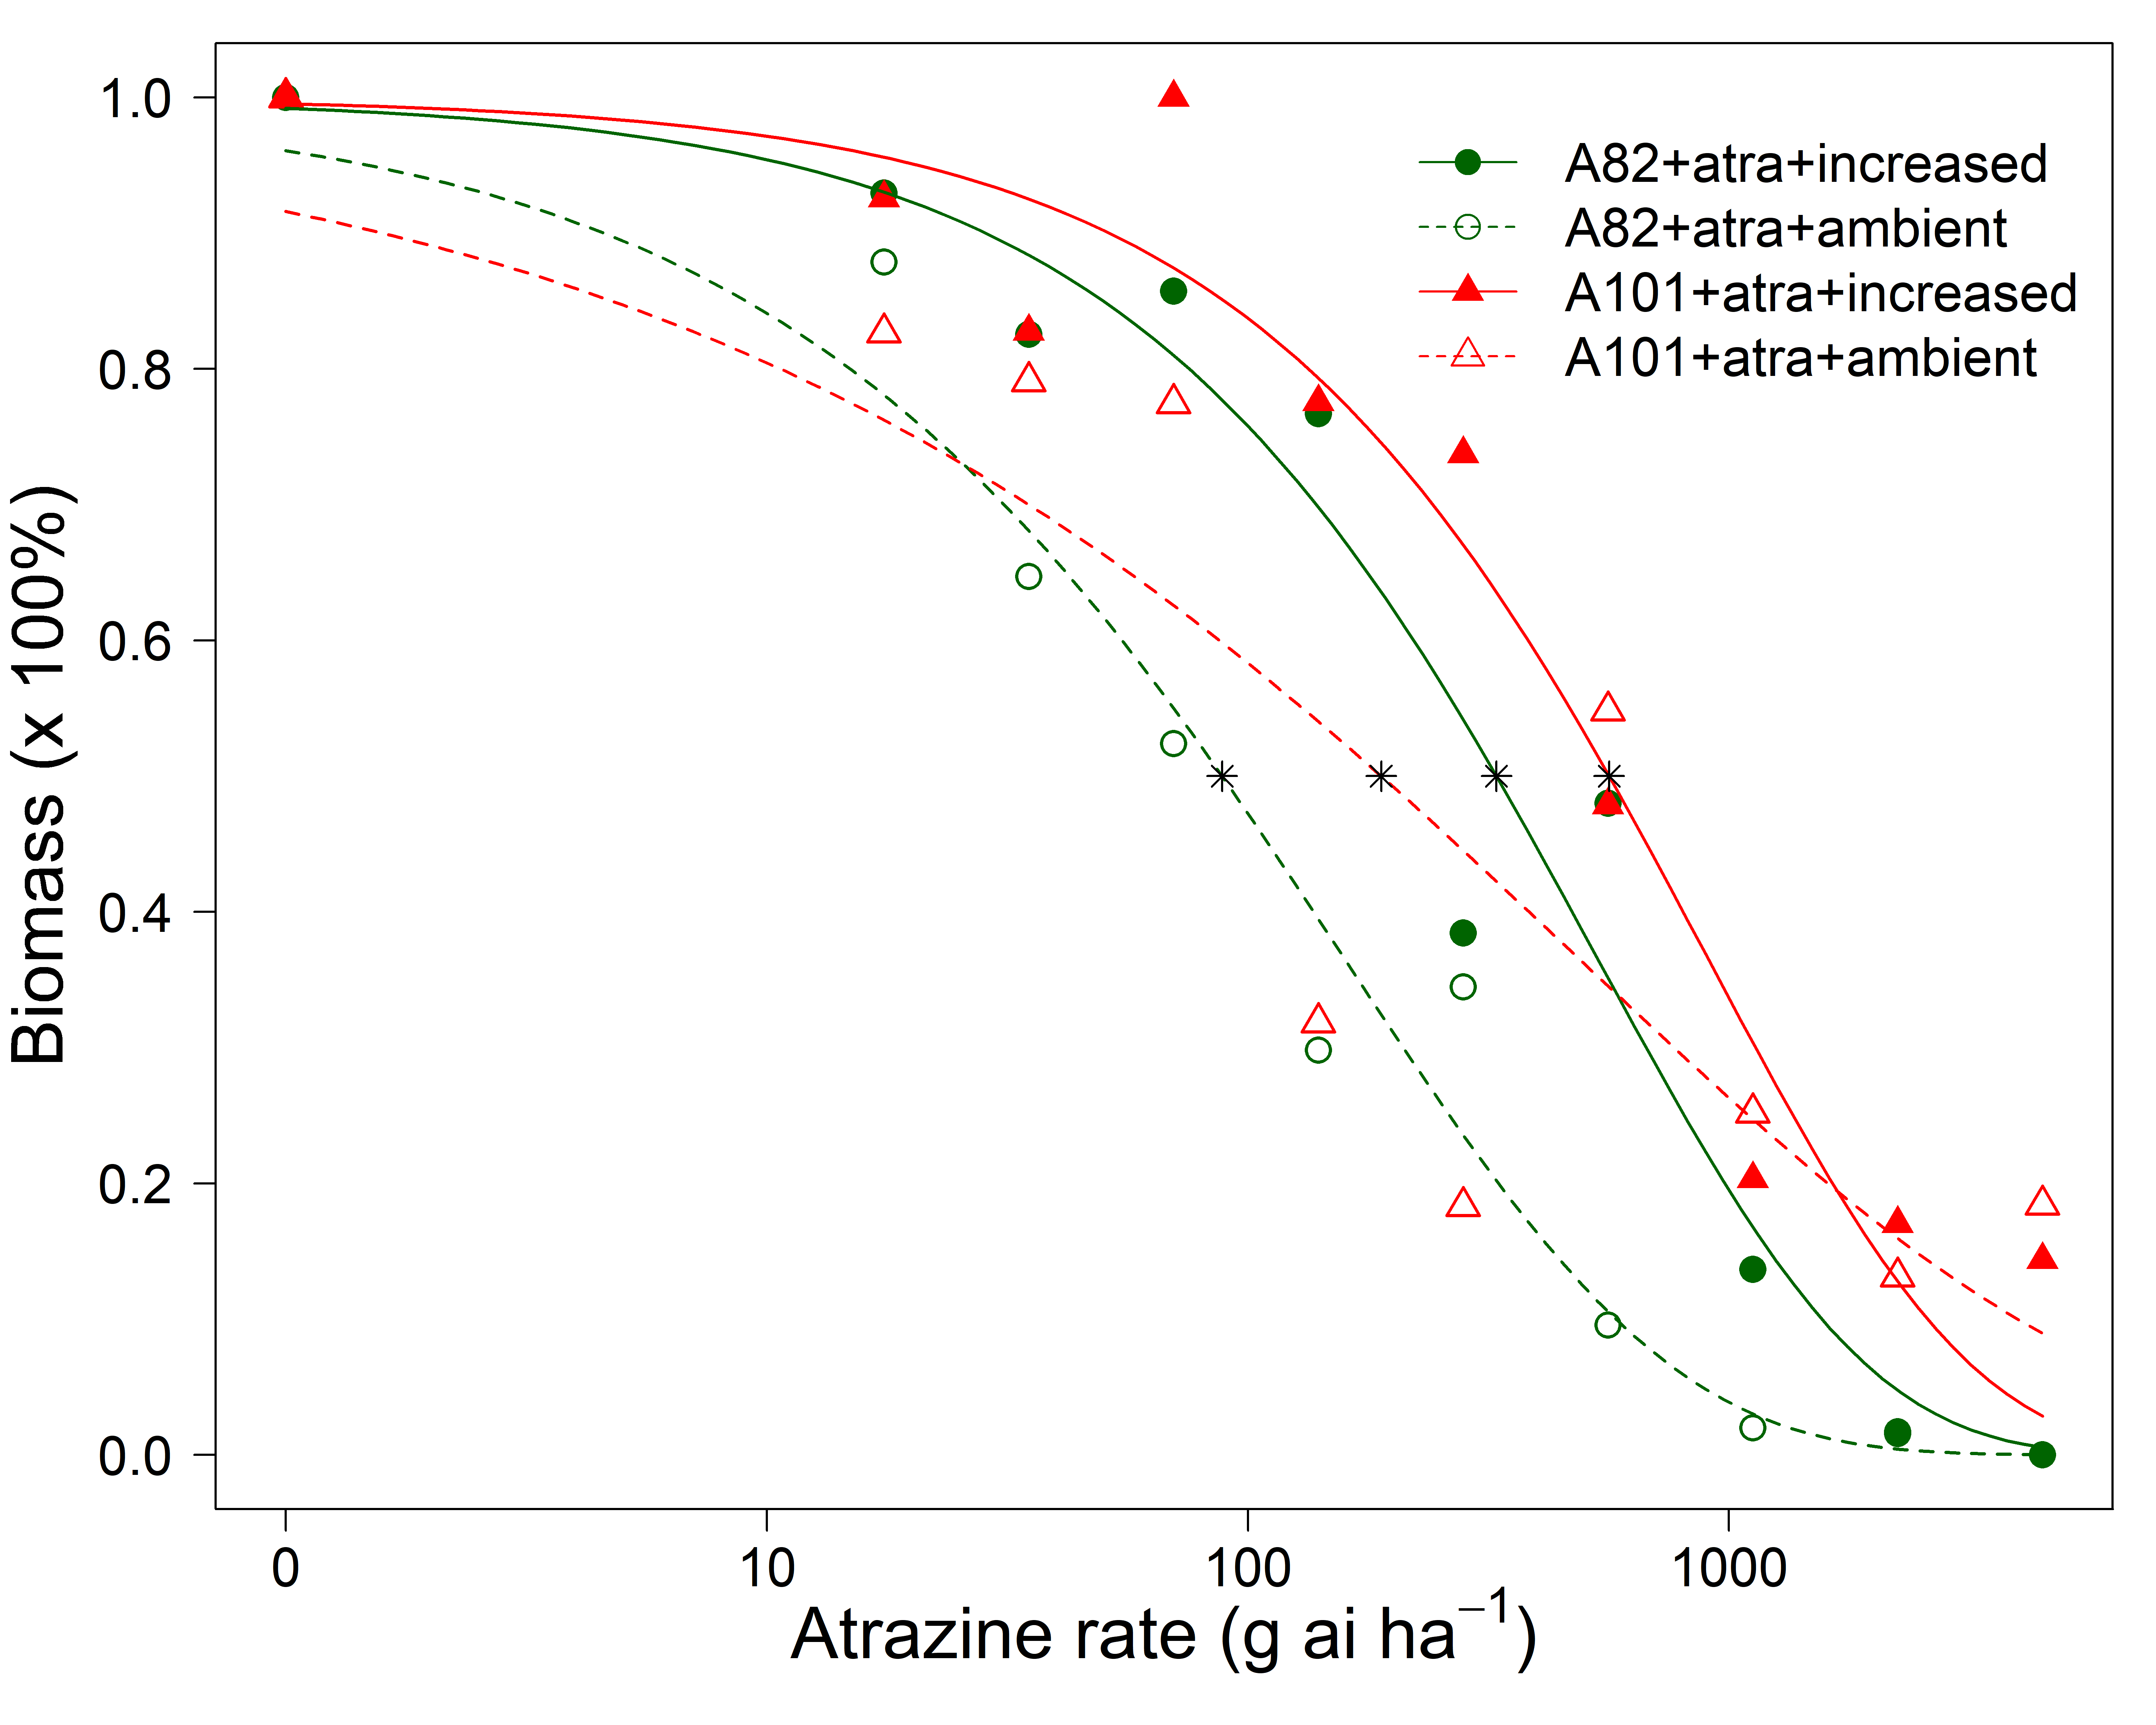 1.0
0.8
0.6
0.4
0.2
0.0
Biomass (x 100%)
A82+atra+increased
A82+atra+ambient
A101+atra+increased
A101+atra+ambient
0 10 100 1000
Atrazine rate (g ai ha⁻¹)